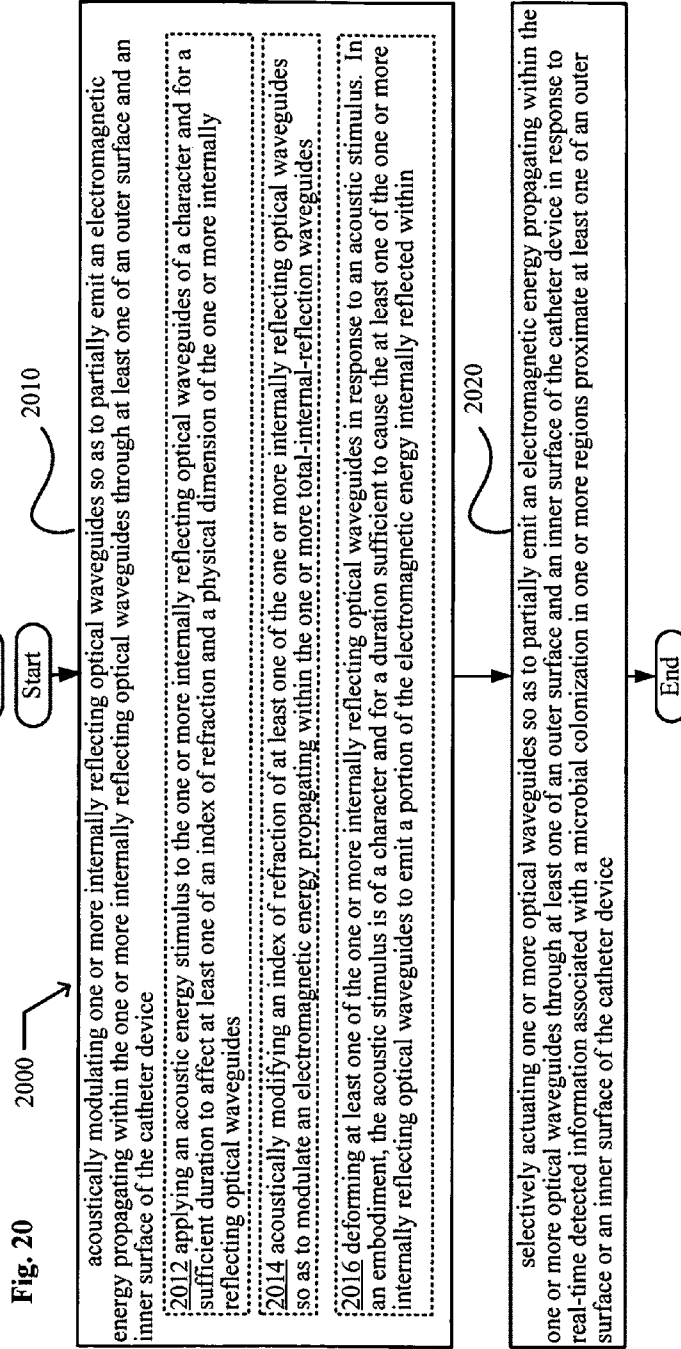 Fig. 20
2000
Start
2010
acoustically modulating one or more internally reflecting optical waveguides so as to partially emit an electromagnetic
energy propagating within the one or more internally reflecting optical waveguides through at least one of an outer surface and an
inner surface of the catheter device
2012 applying an acoustic energy stimulus to the one or more internally reflecting optical waveguides of a character and for a
sufficient duration to affect at least one of an index of refraction and a physical dimension of the one or more internally
reflecting optical waveguides
2014 acoustically modifying an index of refraction of at least one of the one or more internally reflecting optical waveguides
so as to modulate an electromagnetic energy propagating within the one or more total-internal-reflection waveguides
2016 deforming at least one of the one or more internally reflecting optical waveguides in response to an acoustic stimulus. In
an embodiment, the acoustic stimulus is of a character and for a duration sufficient to cause the at least one of the one or more
internally reflecting optical waveguides to emit a portion of the electromagnetic energy internally reflected within
2020
selectively actuating one or more optical waveguides so as to partially emit an electromagnetic energy propagating within the
one or more optical waveguides through at least one of an outer surface and an inner surface of the catheter device in response to
real-time detected information associated with a microbial colonization in one or more regions proximate at least one of an outer
surface or an inner surface of the catheter device
End